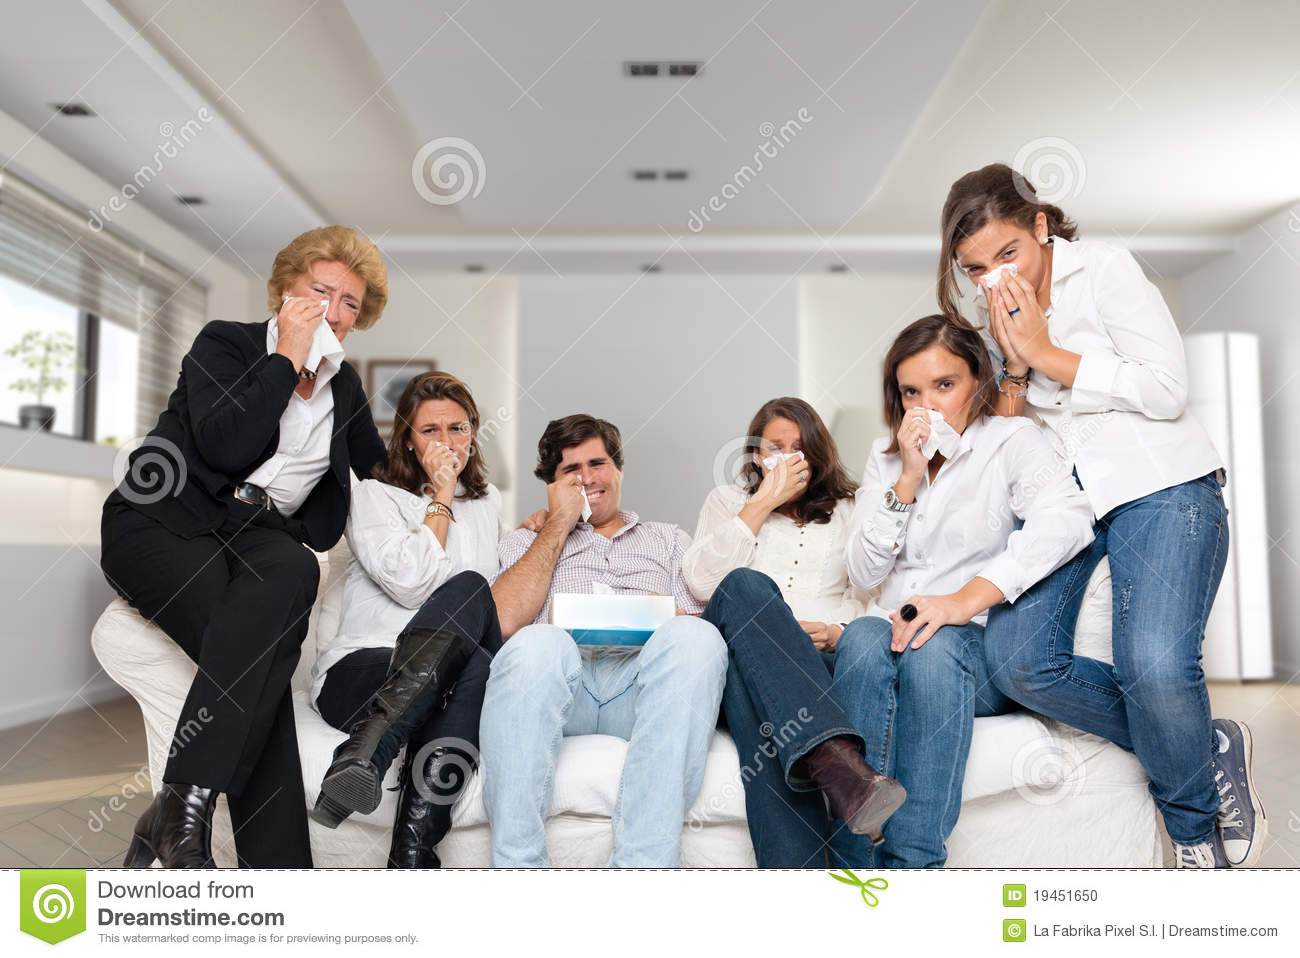 dreamstime
dreamstime
dreamstime
dreamstime
dreamstime
dreamstime
Download from
Dreamstime.com
This watermarked comp image is for previewing purposes only.
ID 19451650
© La Fabrika Pixel S.l. | Dreamstime.com